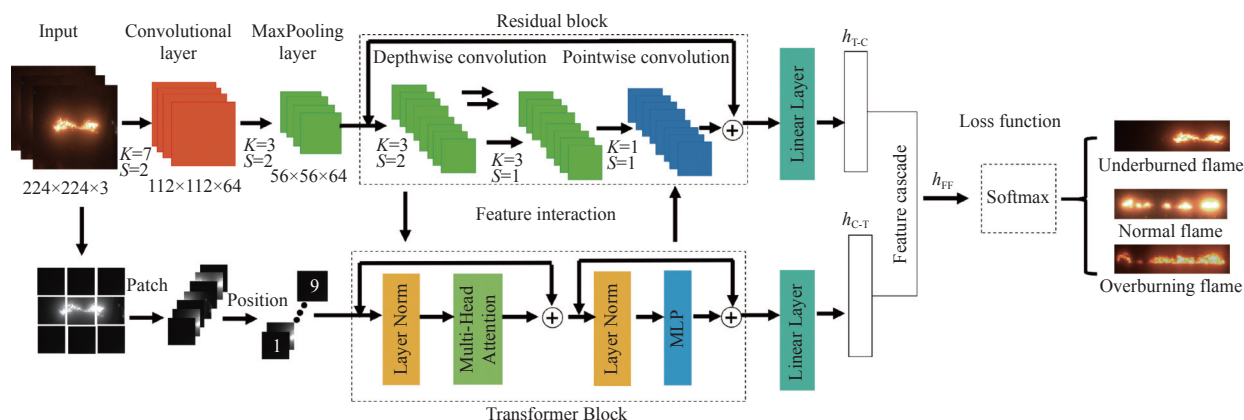 Input
Convolutional
layer
MaxPooling
layer
Residual block
Depthwise convolution
Pointwise convolution
K=7
S=2
K=3
S=2
K=3
S=2
K=3
S=1
K=1
S=1
224×224×3
112×112×64
56×56×64
Linear Layer
h_T-C
Feature interaction
Patch
Position
1
9
Layer Norm
Multi-Head
Attention
Layer Norm
MLP
Transformer Block
Linear Layer
h_C-T
Feature cascade
h_FF
Loss function
Softmax
Underburned flame
Normal flame
Overburning flame